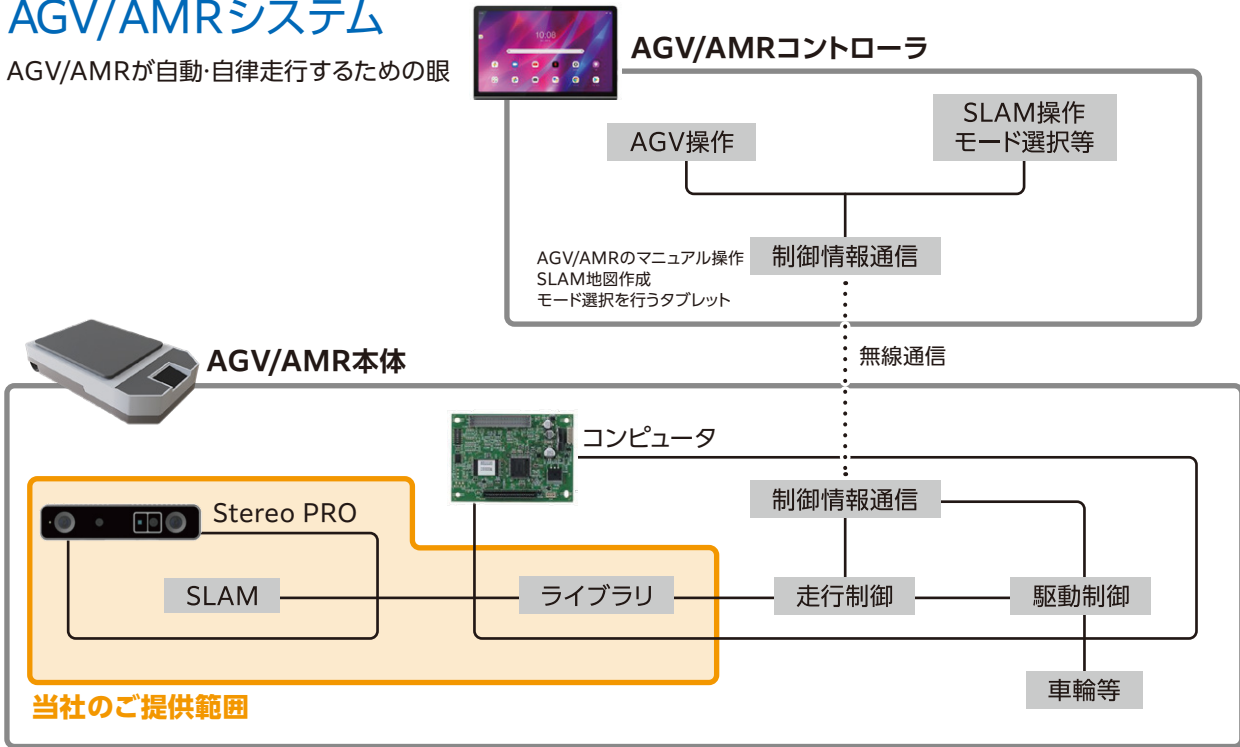 AGV/AMRシステム
AGV/AMRが自動・自律走行するための眼
10:08
AGV/AMRコントローラ
AGV操作
SLAM操作
モード選択等
制御情報通信
AGV/AMRのマニュアル操作
SLAM地図作成
モード選択を行うタブレット
無線通信
AGV/AMR本体
コンピュータ
制御情報通信
Stereo PRO
SLAM
ライブラリ
走行制御
駆動制御
車輪等
当社のご提供範囲